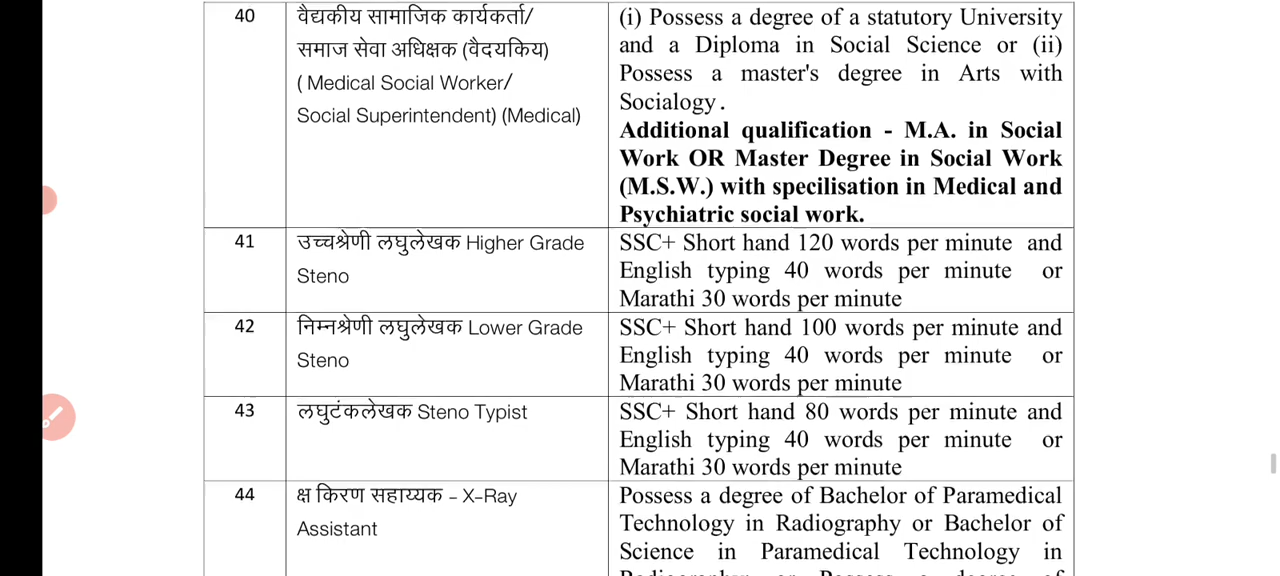 40
वैद्यकीय सामाजिक कार्यकर्ता/
समाज सेवा अधिक्षक (वैदयकिय)
( Medical Social Worker/
Social Superintendent) (Medical)
(i) Possess a degree of a statutory University
and a Diploma in Social Science or (ii)
Possess a master's degree in Arts with
Socialogy.
Additional qualification - M.A. in Social
Work OR Master Degree in Social Work
(M.S.W.) with specilisation in Medical and
Psychiatric social work.
41
उच्चश्रेणी लघुलेखक Higher Grade
Steno
SSC+ Short hand 120 words per minute and
English typing 40 words per minute or
Marathi 30 words per minute
42
निम्नश्रेणी लघुलेखक Lower Grade
Steno
SSC+ Short hand 100 words per minute and
English typing 40 words per minute or
Marathi 30 words per minute
43
लघुटंकलेखक Steno Typist
SSC+ Short hand 80 words per minute and
English typing 40 words per minute or
Marathi 30 words per minute
44
क्ष किरण सहाय्यक - X-Ray
Assistant
Possess a degree of Bachelor of Paramedical
Technology in Radiography or Bachelor of
Science in Paramedical Technology in